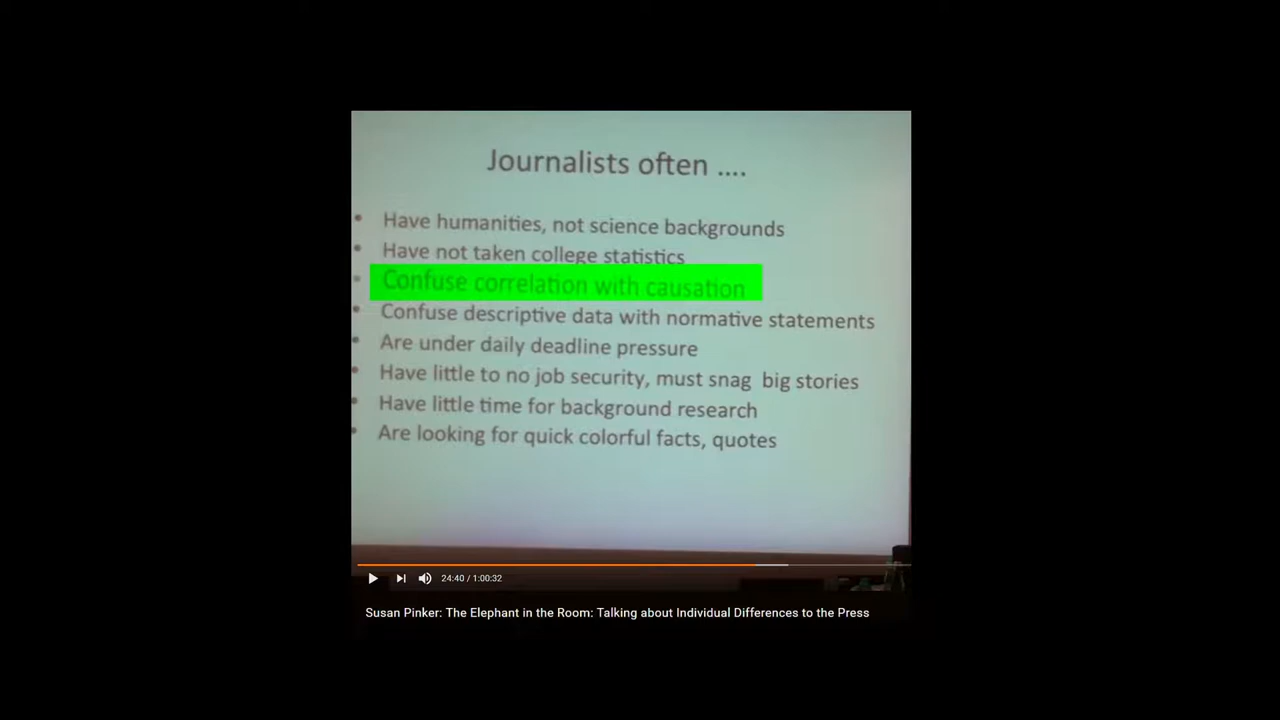 Journalists often ....
• Have humanities, not science backgrounds
• Have not taken college statistics
• Confuse correlation with causation
• Confuse descriptive data with normative statements
• Are under daily deadline pressure
• Have little to no job security, must snag big stories
• Have little time for background research
• Are looking for quick colorful facts, quotes
24:40 / 1:00:32
Susan Pinker: The Elephant in the Room: Talking about Individual Differences to the Press